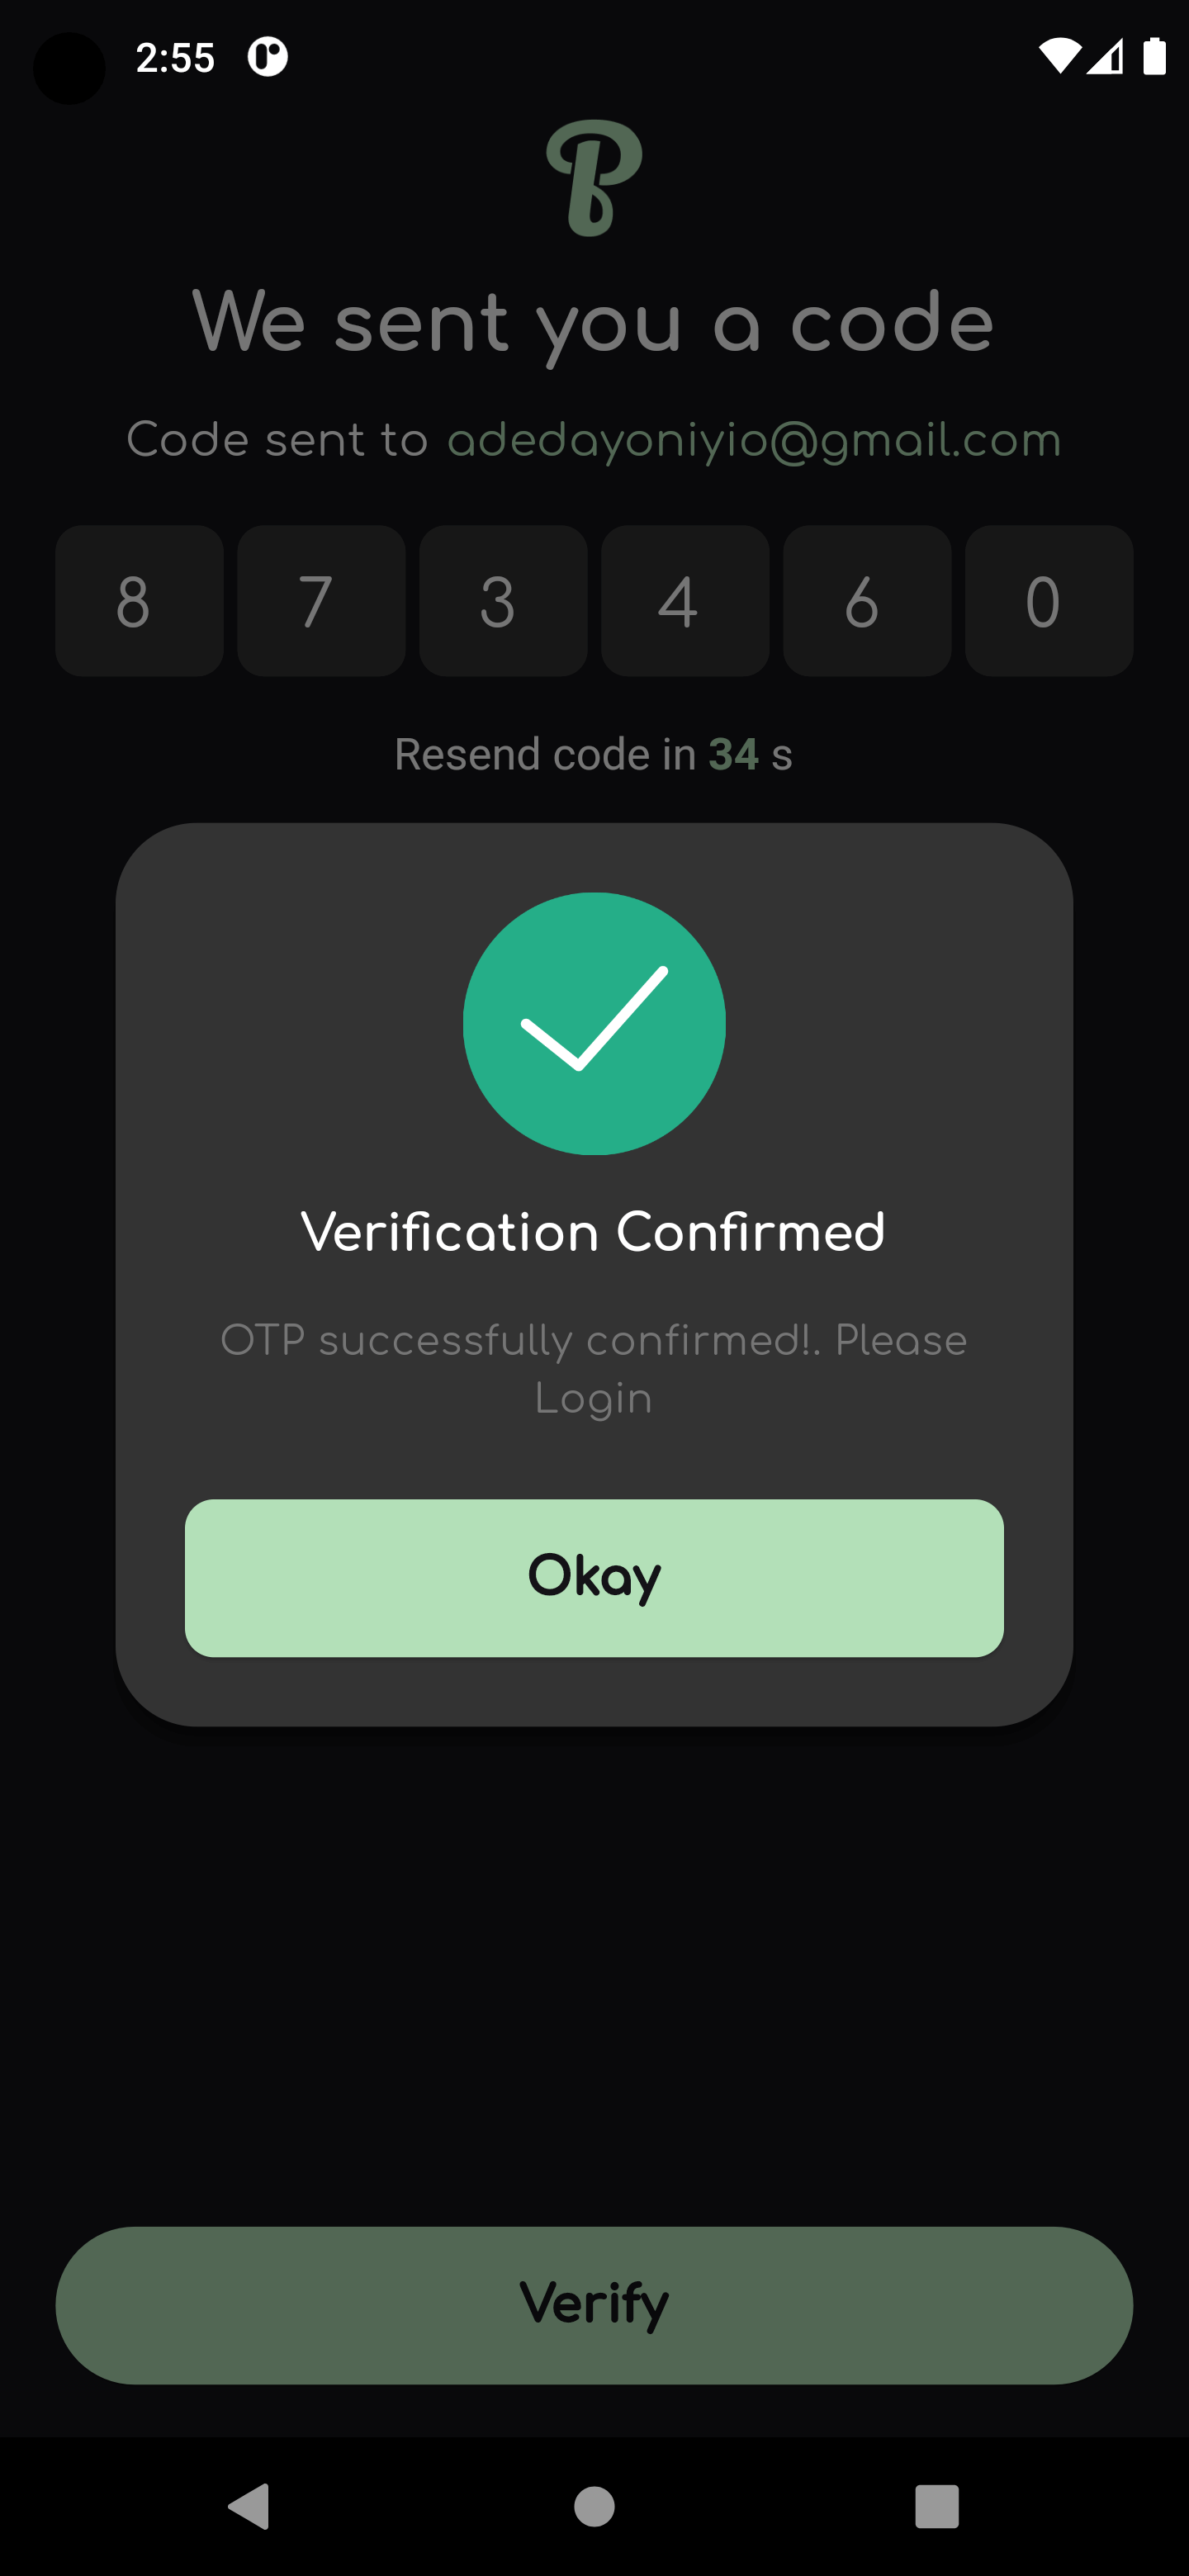 2:55
We sent you a code
Code sent to adedayoniyio@gmail.com
8 7 3 4 6 0
Resend code in 34 s
Verification Confirmed
OTP successfully confirmed!. Please
Login
Okay
Verify